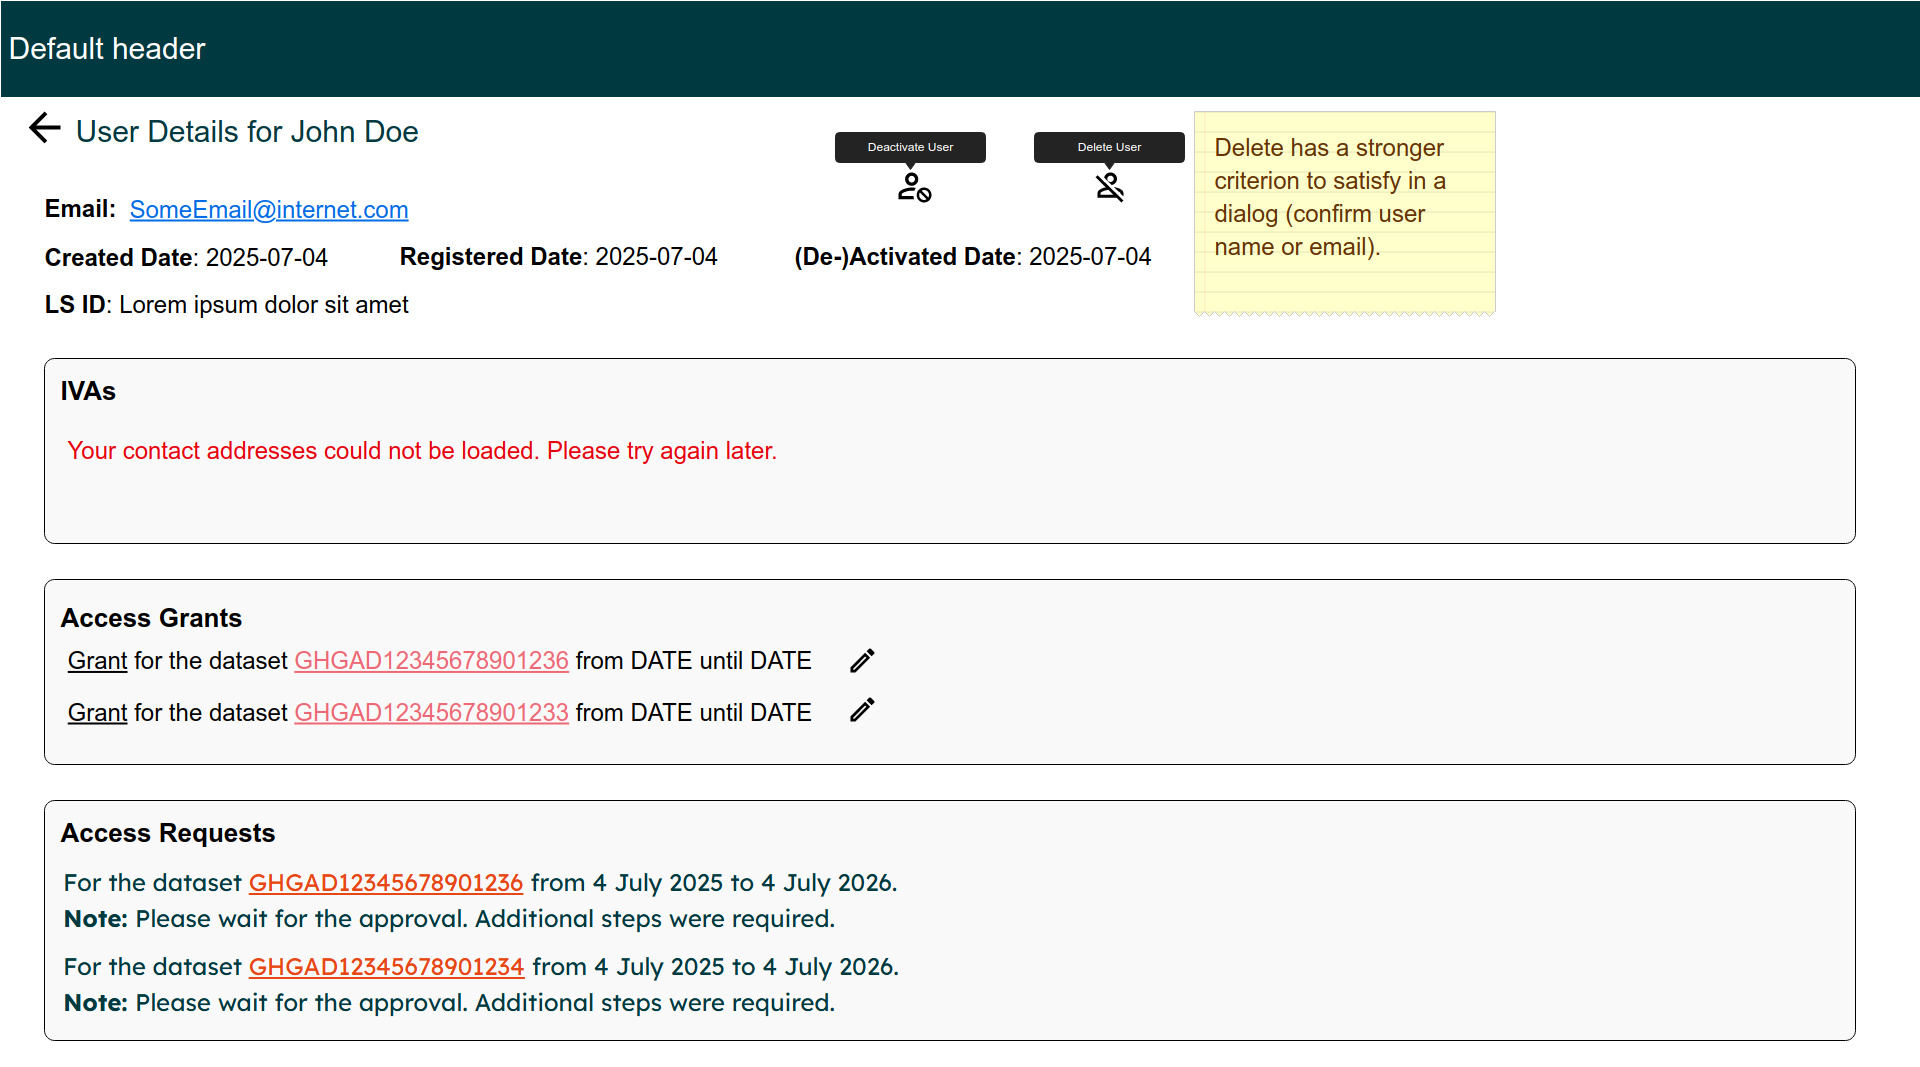 Default header
User Details for John Doe
Deactivate User
Delete User
Delete has a stronger
criterion to satisfy in a
dialog (confirm user
name or email).
Email: SomeEmail@internet.com
Created Date: 2025-07-04
Registered Date: 2025-07-04
(De-)Activated Date: 2025-07-04
LS ID: Lorem ipsum dolor sit amet
IVAs
Your contact addresses could not be loaded. Please try again later.
Access Grants
Grant for the dataset GHGAD12345678901236 from DATE until DATE
Grant for the dataset GHGAD12345678901233 from DATE until DATE
Access Requests
For the dataset GHGAD12345678901236 from 4 July 2025 to 4 July 2026.
Note: Please wait for the approval. Additional steps were required.
For the dataset GHGAD12345678901234 from 4 July 2025 to 4 July 2026.
Note: Please wait for the approval. Additional steps were required.